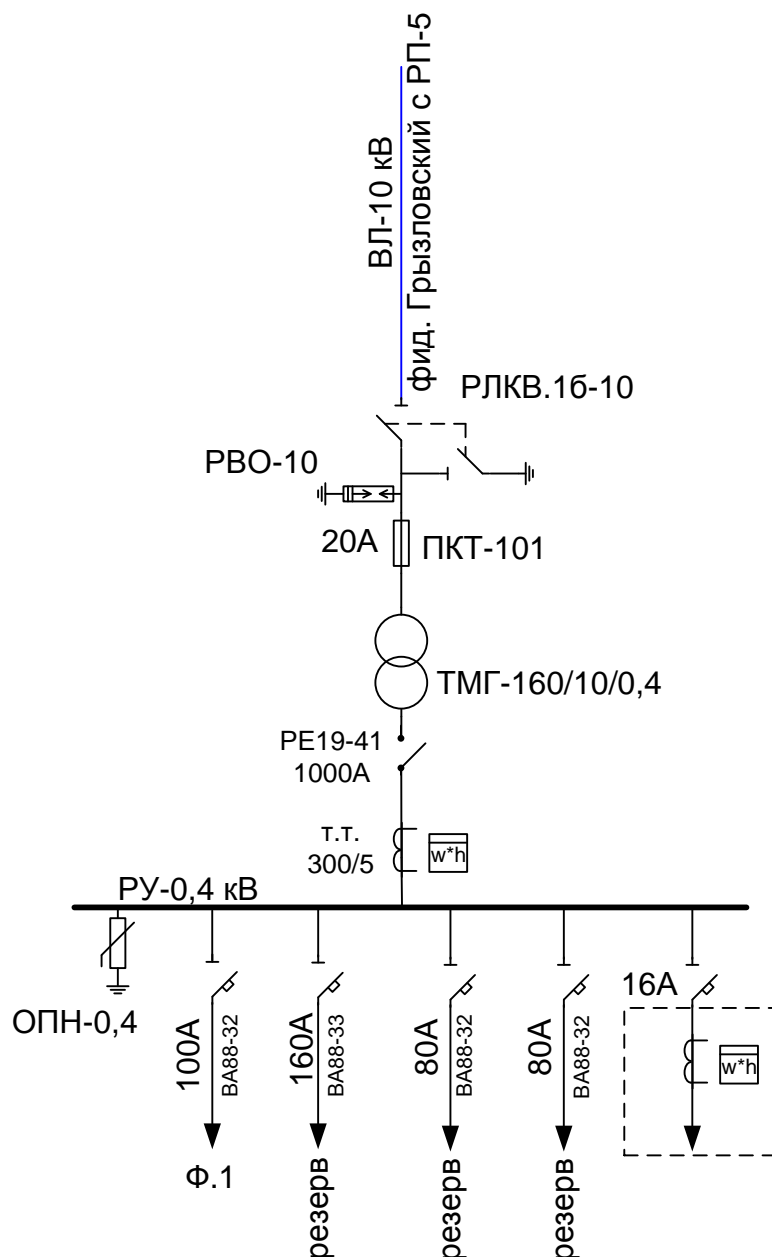 ВЛ-10 кВ
фид. Грызловский с РП-5
РЛКВ.1б-10
РВО-10
20А
ПКТ-101
ТМГ-160/10/0,4
РЕ19-41
1000А
т.т.
300/5
w*h
РУ-0,4 кВ
ОПН-0,4
100А
ВА88-32
160А
ВА88-33
80А
ВА88-32
80А
ВА88-32
16А
w*h
Ф.1
резерв
резерв
резерв